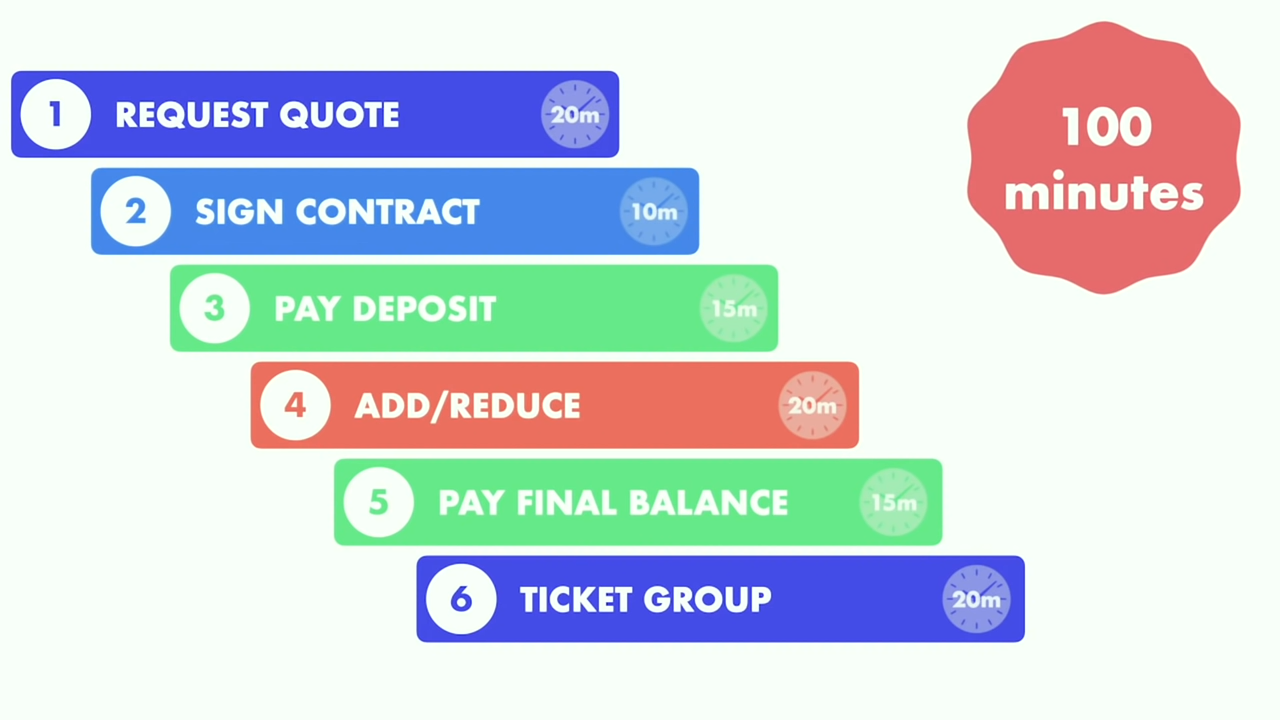 1 REQUEST QUOTE 20m
2 SIGN CONTRACT 10m
3 PAY DEPOSIT 15m
4 ADD/REDUCE 20m
5 PAY FINAL BALANCE 15m
6 TICKET GROUP 20m
100
minutes